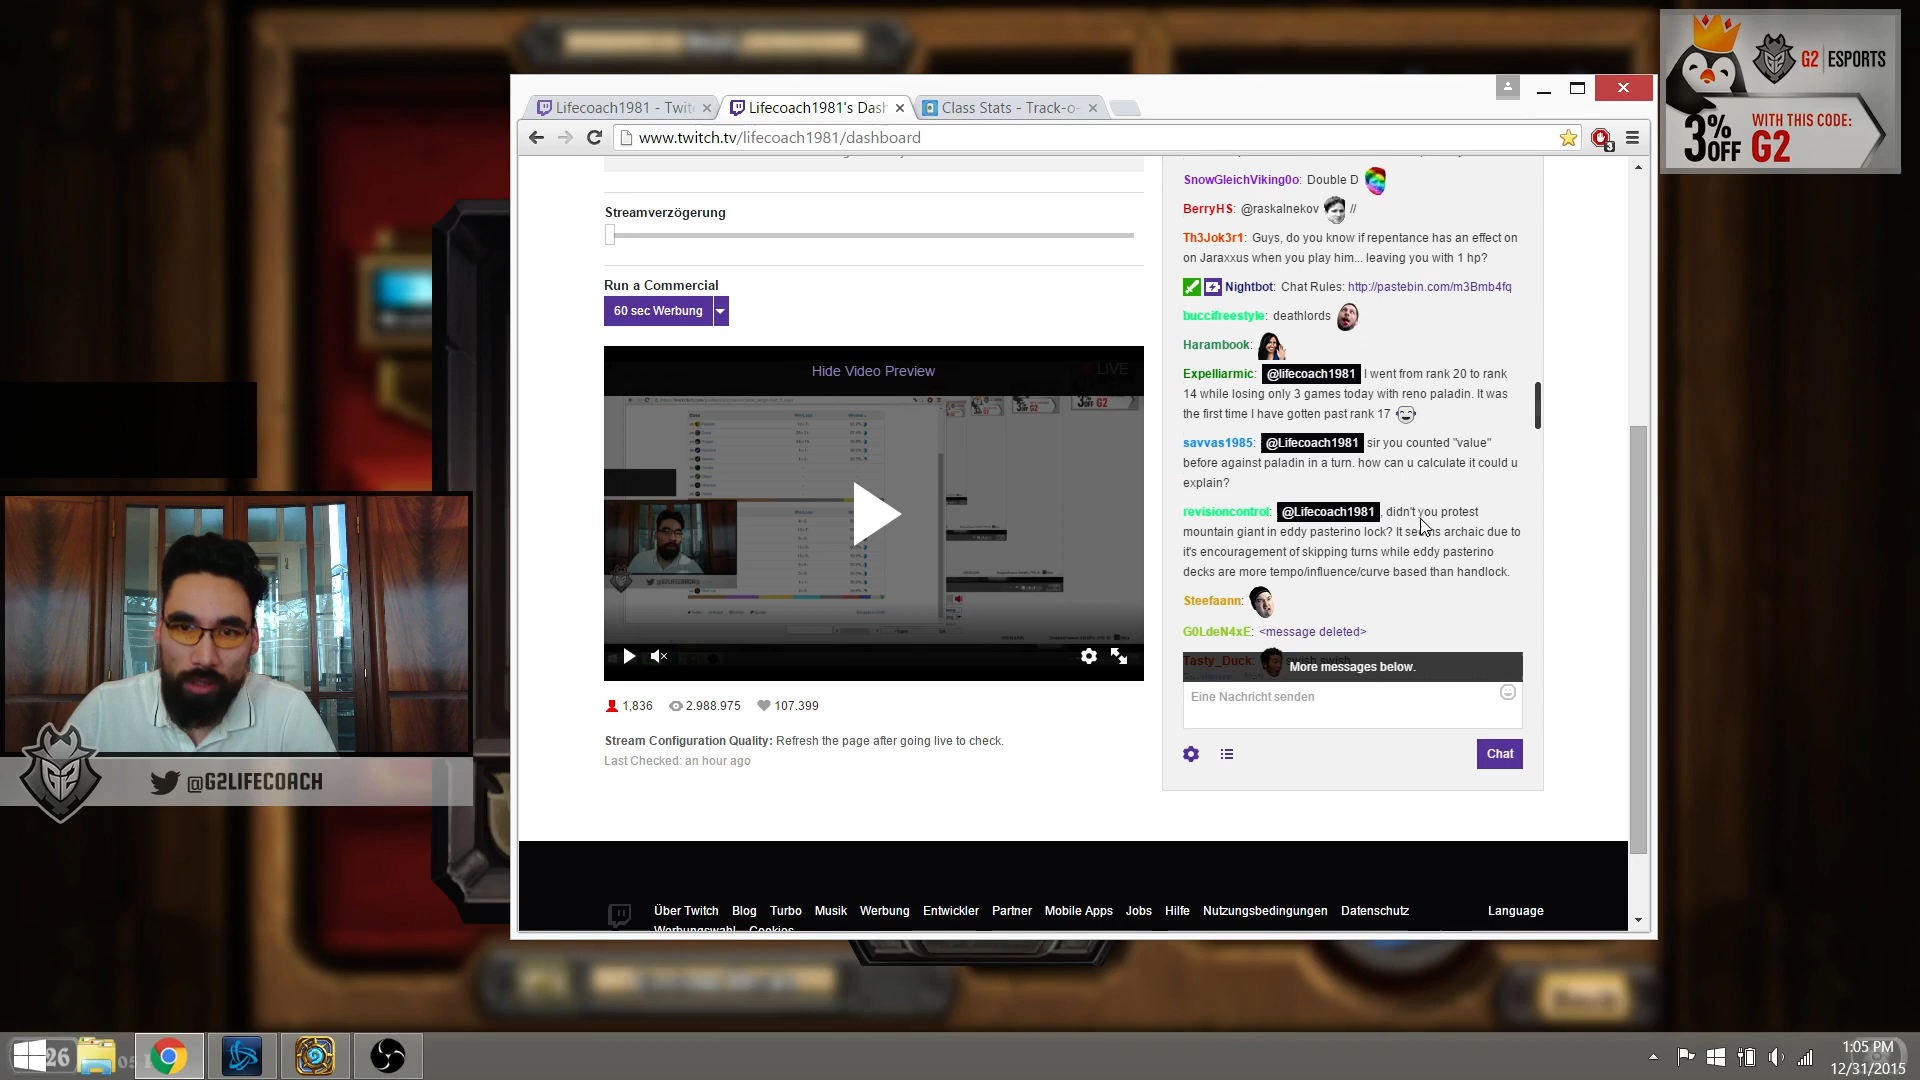 G2 ESPORTS
3% OFF
WITH THIS CODE:
G2
Lifecoach1981 - Twit
Lifecoach1981's Dash
Class Stats - Track-o-
www.twitch.tv/lifecoach1981/dashboard
3
Streamverzögerung
Run a Commercial
60 sec Werbung
Hide Video Preview
LIVE
1,836 2.988.975 107.399
Stream Configuration Quality: Refresh the page after going live to check.
Last Checked: an hour ago
SnowGleichViking0o: Double D
BerryHS: @raskalnekov //
Th3Jok3r1: Guys, do you know if repentance has an effect on
on Jaraxxus when you play him... leaving you with 1 hp?
Nightbot: Chat Rules: http://pastebin.com/m3Bmb4fq
buccifreestyle: deathlords
Harambook:
Expelliarmic: @lifecoach1981 I went from rank 20 to rank
14 while losing only 3 games today with reno paladin. It was
the first time I have gotten past rank 17
savvas1985: @Lifecoach1981 sir you counted "value"
before against paladin in a turn. how can u calculate it could u
explain?
revisioncontrol: @Lifecoach1981, didn't you protest
mountain giant in eddy pasterino lock? It seems archaic due to
it's encouragement of skipping turns while eddy pasterino
decks are more tempo/influence/curve based than handlock.
Steefaann:
G0LdeN4xE: <message deleted>
Tasty_Duck: swish swish
More messages below.
Eine Nachricht senden
Chat
@G2LIFECOACH
Über Twitch Blog Turbo Musik Werbung Entwickler Partner Mobile Apps Jobs Hilfe Nutzungsbedingungen Datenschutz Language
Werbungswahl Cookies
26
05
1:05 PM
12/31/2015